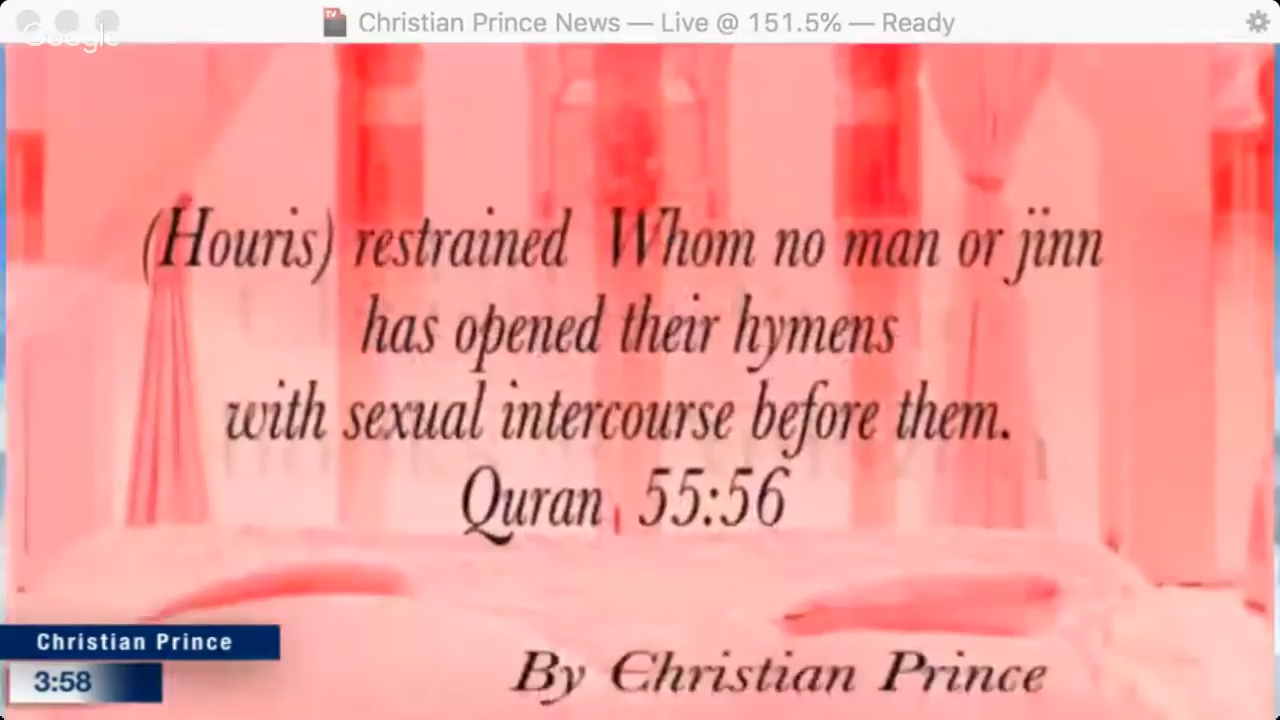 Christian Prince News — Live @ 151.5% — Ready
Google
(Houris) restrained Whom no man or jinn
has opened their hymens
with sexual intercourse before them.
Quran 55:56
Christian Prince
3:58
By Christian Prince